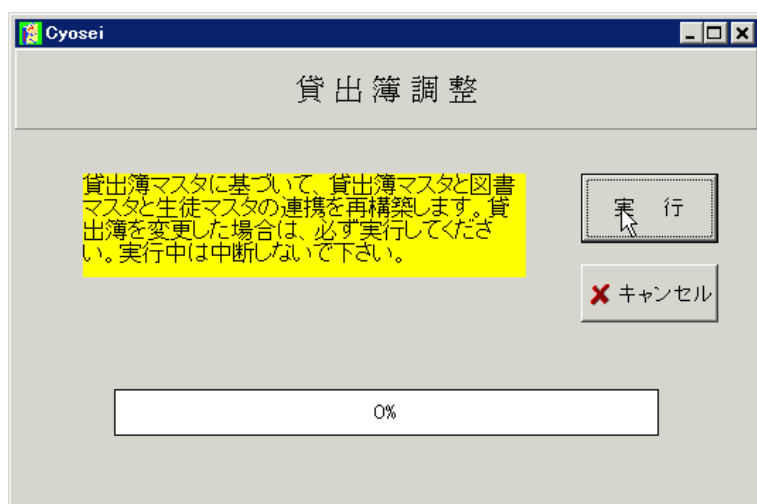 Cyosei
貸出簿調整
貸出簿マスタに基づいて、貸出簿マスタと図書
マスタと生徒マスタの連携を再構築します。貸
出簿を変更した場合は、必ず実行してくださ
い。実行中は中断しないで下さい。
実 行
キャンセル
0%